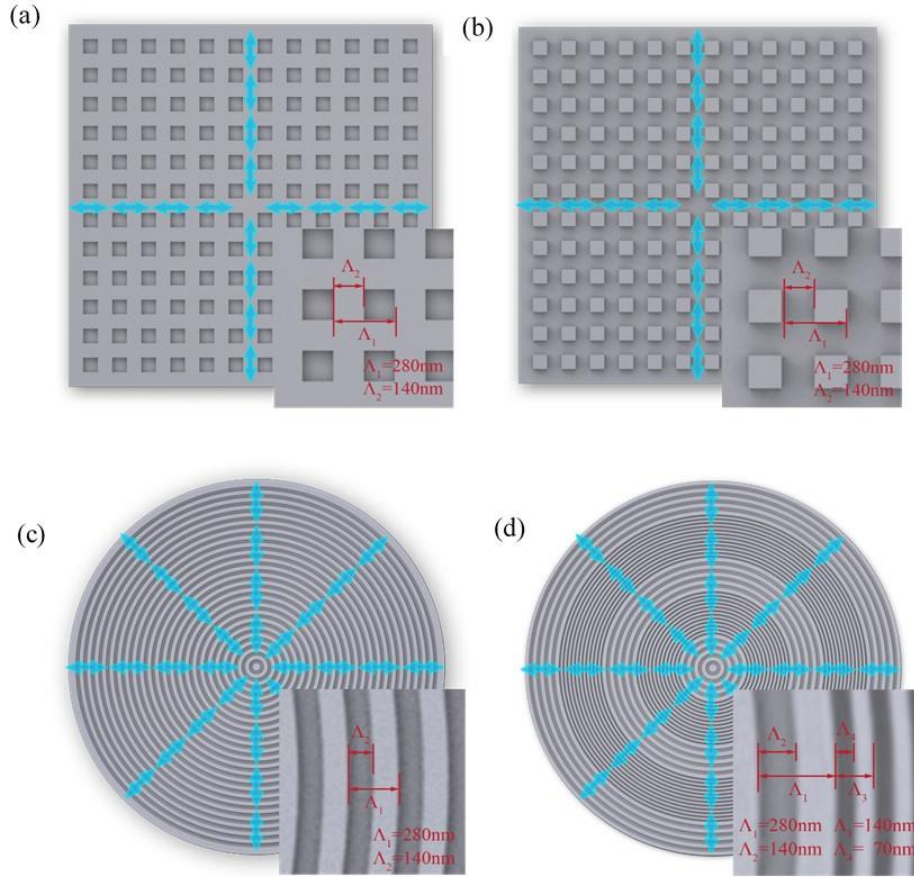 (a)
Λ₂
Λ₁
Λ₁=280nm
Λ₂=140nm
(b)
Λ₂
Λ₁
Λ₁=280nm
Λ₂=140nm
(c)
Λ₂
Λ₁
Λ₁=280nm
Λ₂=140nm
(d)
Λ₂ Λ₄
Λ₁ Λ₃
Λ₁=280nm Λ₃=140nm
Λ₂=140nm Λ₄= 70nm